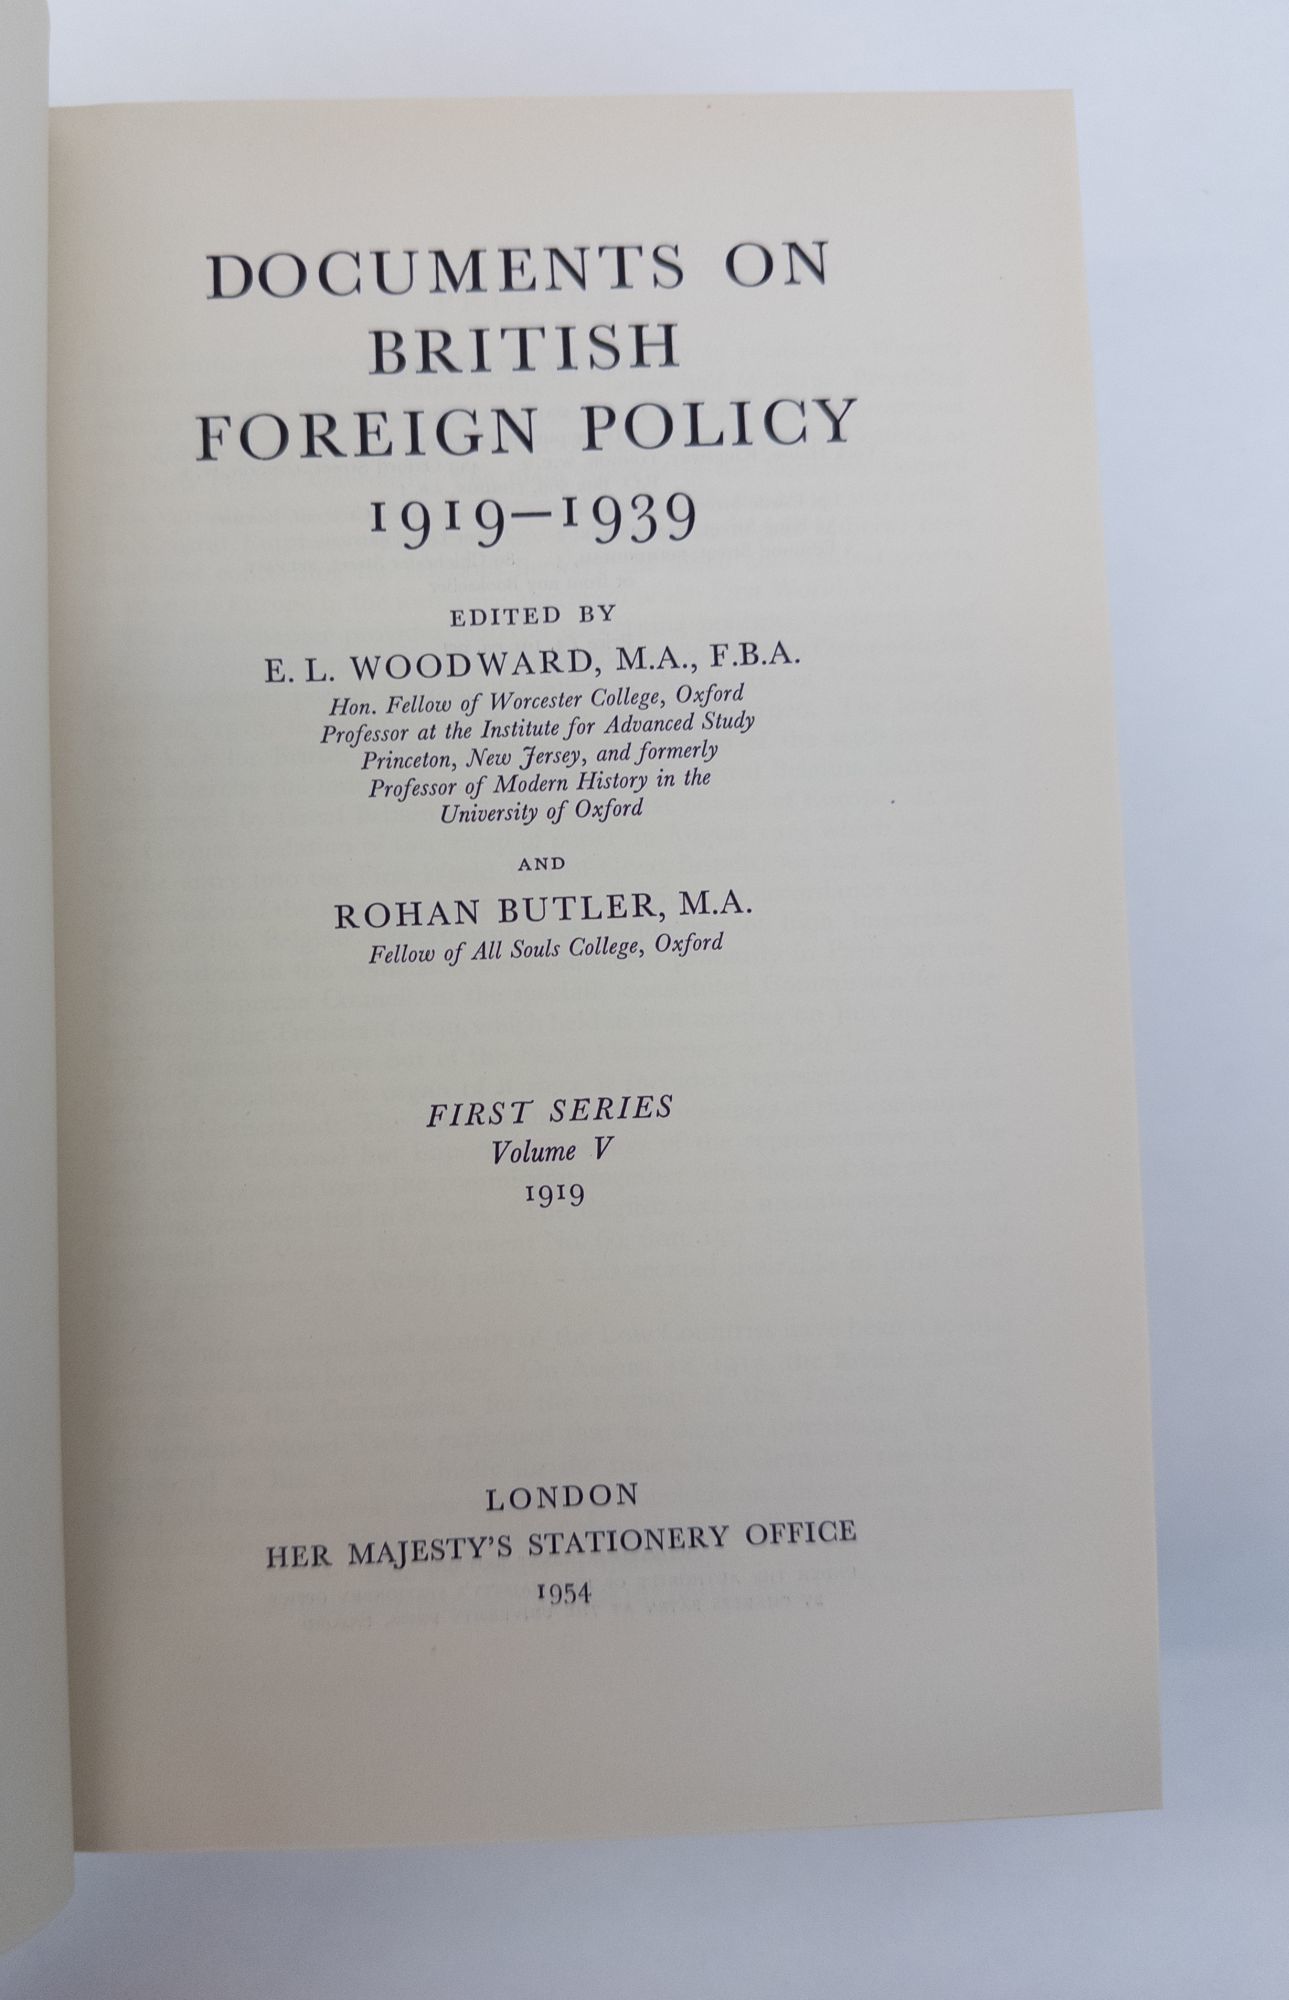 DOCUMENTS ON
BRITISH
FOREIGN POLICY
1919–1939
EDITED BY
E. L. WOODWARD, M.A., F.B.A.
Hon. Fellow of Worcester College, Oxford
Professor at the Institute for Advanced Study
Princeton, New Jersey, and formerly
Professor of Modern History in the
University of Oxford
AND
ROHAN BUTLER, M.A.
Fellow of All Souls College, Oxford
FIRST SERIES
Volume V
1919
LONDON
HER MAJESTY'S STATIONERY OFFICE
1954